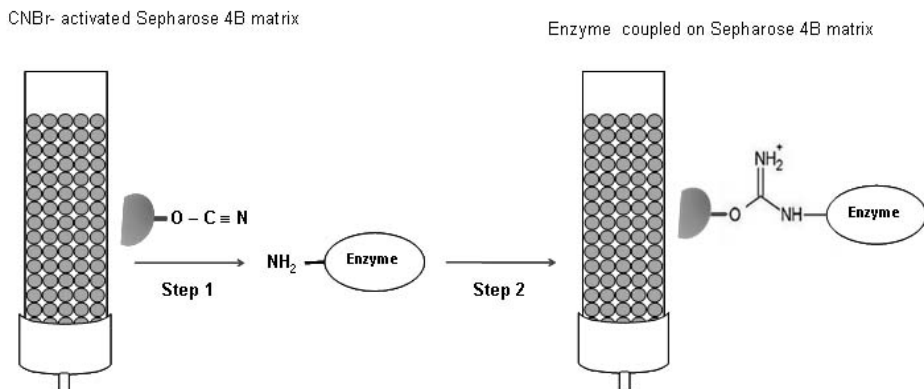 CNBr- activated Sepharose 4B matrix
Enzyme coupled on Sepharose 4B matrix
NH₂⁺
O – C ≡ N
O
NH
Enzyme
NH₂
Enzyme
Step 1
Step 2